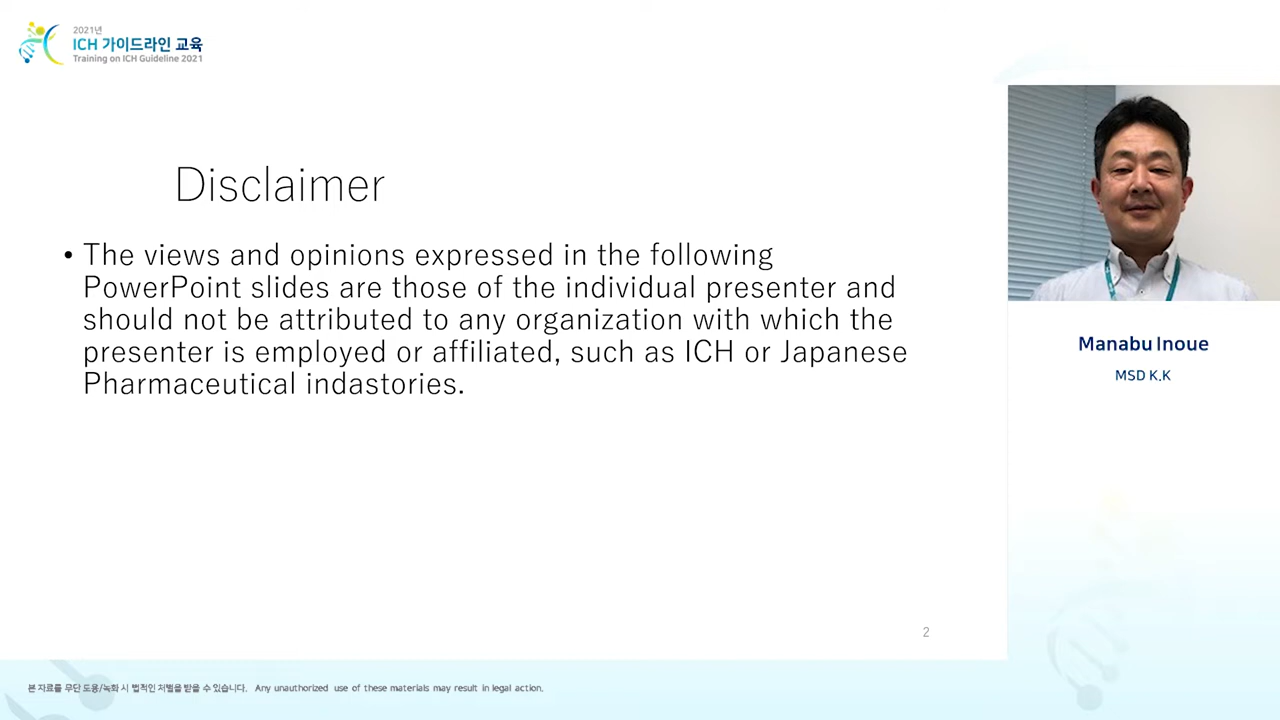 2021년
ICH 가이드라인 교육
Training on ICH Guideline 2021
Disclaimer
• The views and opinions expressed in the following
PowerPoint slides are those of the individual presenter and
should not be attributed to any organization with which the
presenter is employed or affiliated, such as ICH or Japanese
Pharmaceutical indastories.
Manabu Inoue
MSD K.K
2
본 자료를 무단 도용/녹화 시 법적인 처벌을 받을 수 있습니다. Any unauthorized use of these materials may result in legal action.